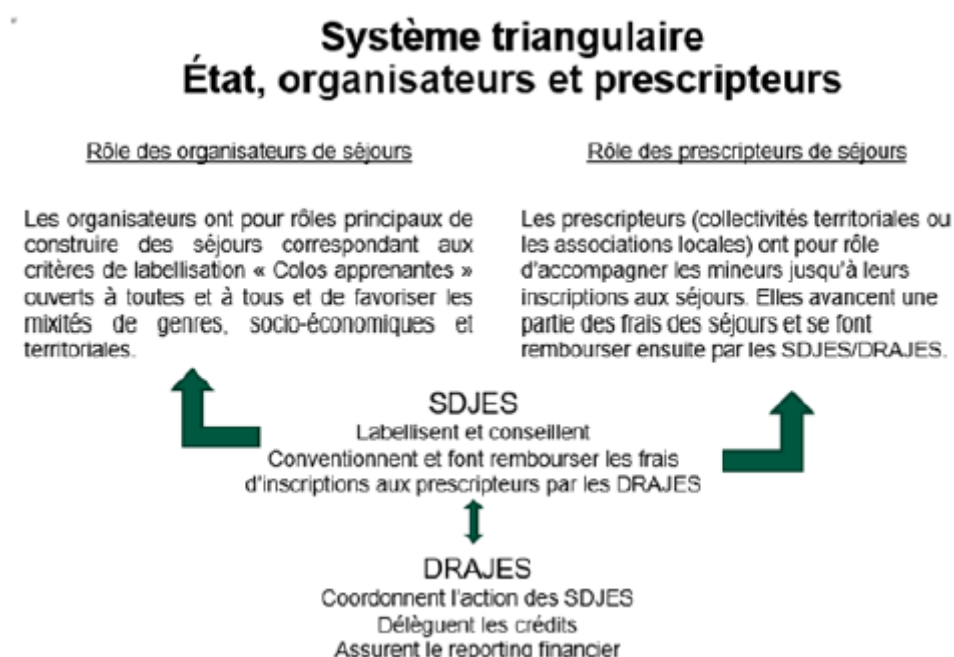 Système triangulaire
État, organisateurs et prescripteurs
Rôle des organisateurs de séjours
Les organisateurs ont pour rôles principaux de
construire des séjours correspondant aux
critères de labellisation « Colos apprenantes »
ouverts à toutes et à tous et de favoriser les
mixités de genres, socio-économiques et
territoriales.
Rôle des prescripteurs de séjours
Les prescripteurs (collectivités territoriales ou
les associations locales) ont pour rôle
d'accompagner les mineurs jusqu'à leurs
inscriptions aux séjours. Elles avancent une
partie des frais des séjours et se font
rembourser ensuite par les SDJES/DRAJES.
SDJES
Labellisent et conseillent
Conventionnent et font rembourser les frais
d'inscriptions aux prescripteurs par les DRAJES
DRAJES
Coordonnent l'action des SDJES
Délèguent les crédits
Assurent le reporting financier